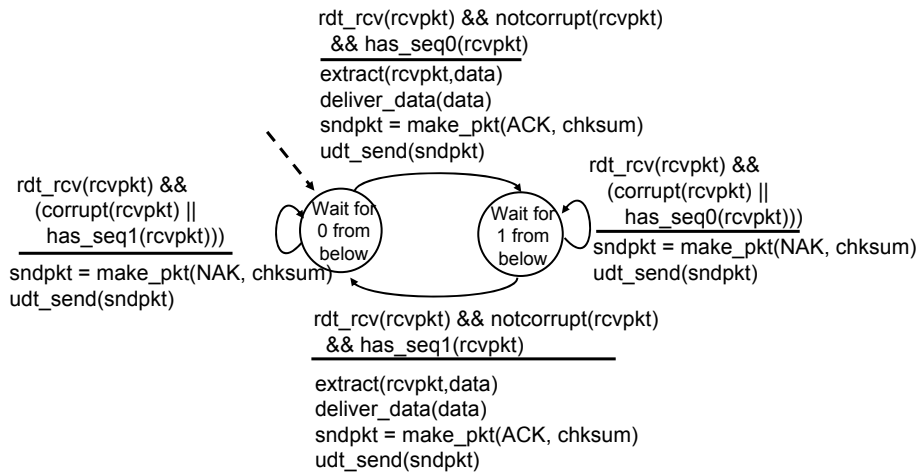 rdt_rcv(rcvpkt) && notcorrupt(rcvpkt)
&& has_seq0(rcvpkt)
extract(rcvpkt,data)
deliver_data(data)
sndpkt = make_pkt(ACK, chksum)
udt_send(sndpkt)
rdt_rcv(rcvpkt) &&
(corrupt(rcvpkt) ||
has_seq1(rcvpkt)))
sndpkt = make_pkt(NAK, chksum)
udt_send(sndpkt)
Wait for
0 from
below
Wait for
1 from
below
rdt_rcv(rcvpkt) &&
(corrupt(rcvpkt) ||
has_seq0(rcvpkt)))
sndpkt = make_pkt(NAK, chksum)
udt_send(sndpkt)
rdt_rcv(rcvpkt) && notcorrupt(rcvpkt)
&& has_seq1(rcvpkt)
extract(rcvpkt,data)
deliver_data(data)
sndpkt = make_pkt(ACK, chksum)
udt_send(sndpkt)